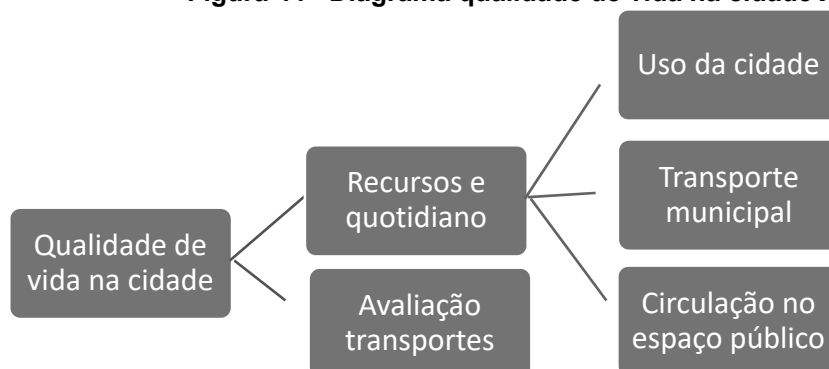 Uso da cidade
Recursos e
quotidiano
Transporte
municipal
Qualidade de
vida na cidade
Avaliação
transportes
Circulação no
espaço público